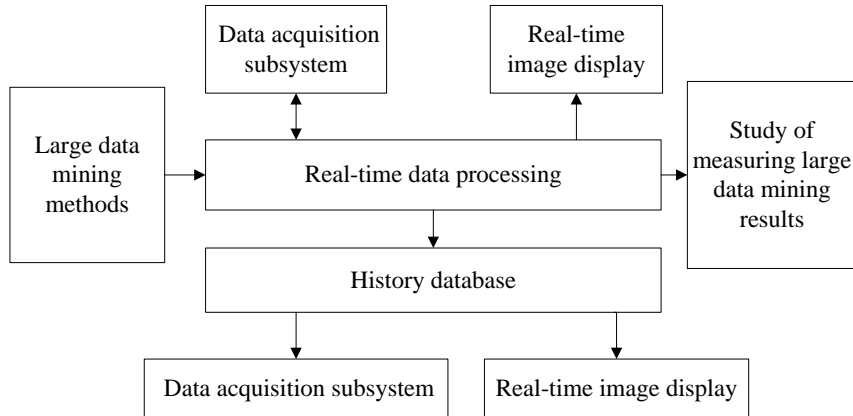 Data acquisition
subsystem
Real-time
image display
Large data
mining
methods
Real-time data processing
Study of
measuring large
data mining
results
History database
Data acquisition subsystem
Real-time image display